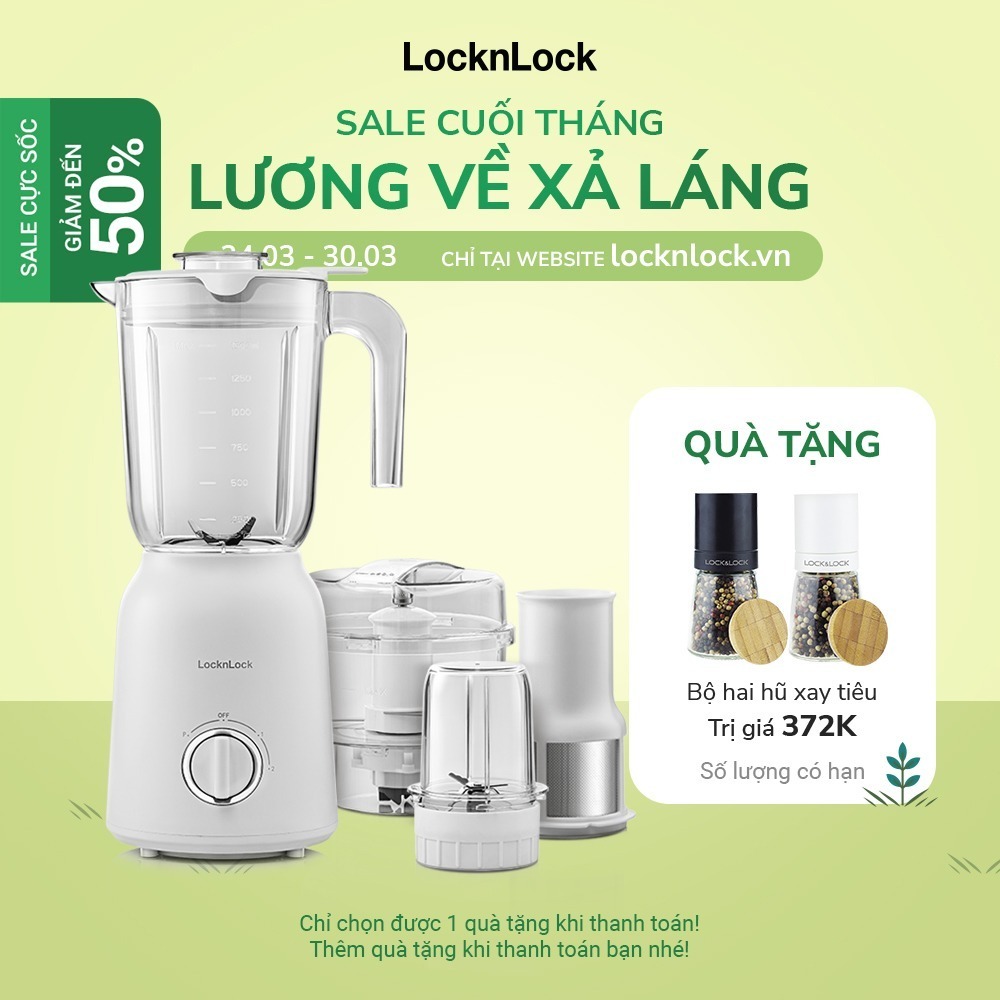 LocknLock
SALE CUỐI THÁNG
LƯƠNG VỀ XẢ LÁNG
SALE CỰC SỐC
GIẢM ĐẾN
50%
.03 - 30.03
CHỈ TẠI WEBSITE locknlock.vn
1250
1000
750
500
LocknLock
OFF
P
1
2
QUÀ TẶNG
LOCK&LOCK
LOCK&LOCK
Bộ hai hũ xay tiêu
Trị giá 372K
Số lượng có hạn
Chỉ chọn được 1 quà tặng khi thanh toán!
Thêm quà tặng khi thanh toán bạn nhé!